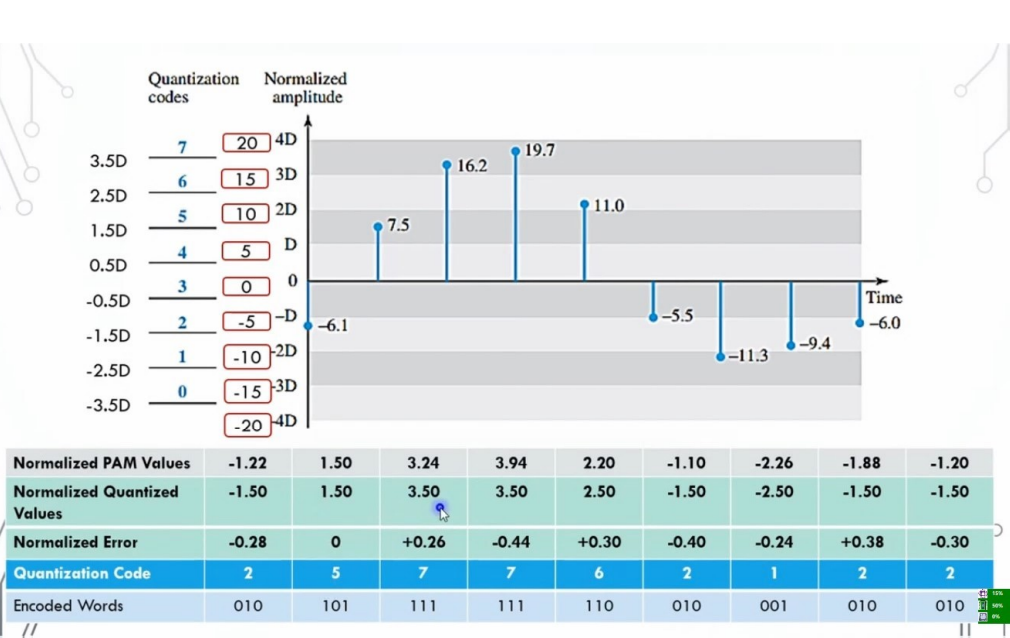 Quantization Normalized
codes amplitude
7 20 4D
3.5D
6 15 3D
2.5D
5 10 2D
1.5D
4 5 D
0.5D
3 0 0
-0.5D
2 -5 –D
-1.5D
1 -10 –2D
-2.5D
0 -15 –3D
-3.5D
-20 –4D
19.7
16.2
11.0
7.5
Time
–6.1
–5.5
–6.0
–9.4
–11.3
Normalized PAM Values -1.22 1.50 3.24 3.94 2.20 -1.10 -2.26 -1.88 -1.20
Normalized Quantized -1.50 1.50 3.50 3.50 2.50 -1.50 -2.50 -1.50 -1.50
Values
Normalized Error -0.28 0 +0.26 -0.44 +0.30 -0.40 -0.24 +0.38 -0.30
Quantization Code 2 5 7 7 6 2 1 2 2
Encoded Words 010 101 111 111 110 010 001 010 010